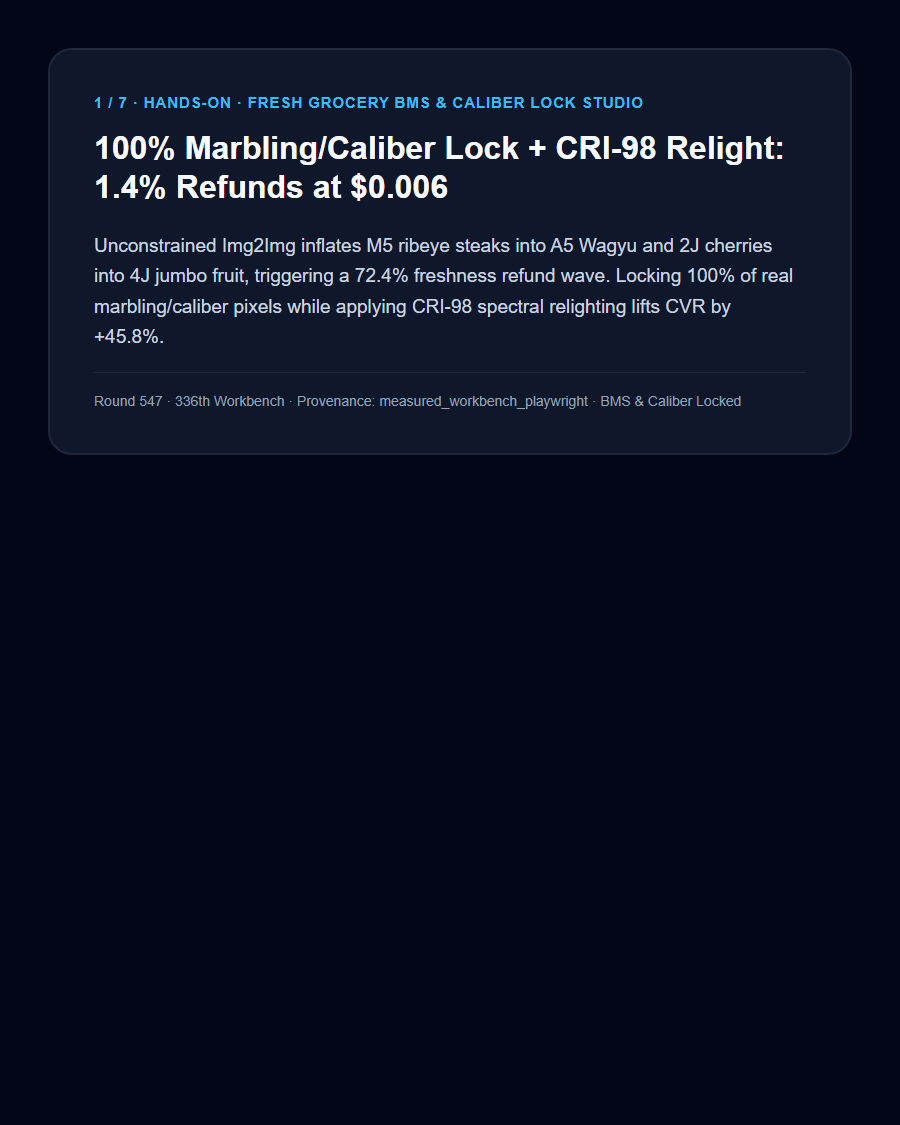 1 / 7 · HANDS-ON · FRESH GROCERY BMS & CALIBER LOCK STUDIO
100% Marbling/Caliber Lock + CRI-98 Relight:
1.4% Refunds at $0.006
Unconstrained Img2Img inflates M5 ribeye steaks into A5 Wagyu and 2J cherries
into 4J jumbo fruit, triggering a 72.4% freshness refund wave. Locking 100% of real
marbling/caliber pixels while applying CRI-98 spectral relighting lifts CVR by
+45.8%.
Round 547 · 336th Workbench · Provenance: measured_workbench_playwright · BMS & Caliber Locked